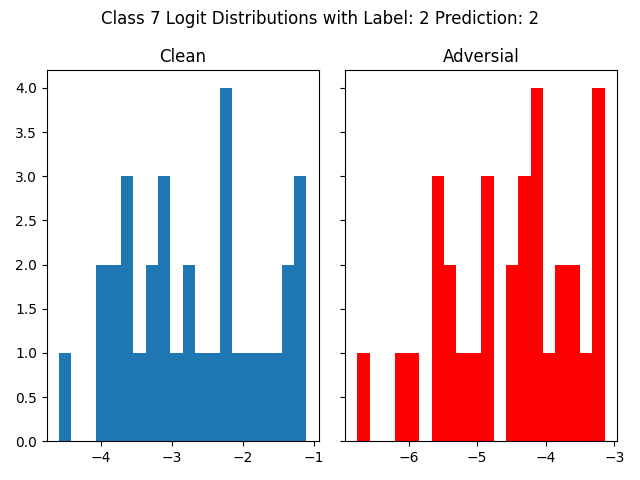 Class 7 Logit Distributions with Label: 2 Prediction: 2
Clean
Adversial
4.0
3.5
3.0
2.5
2.0
1.5
1.0
0.5
0.0
−4 −3 −2 −1
−6 −5 −4 −3